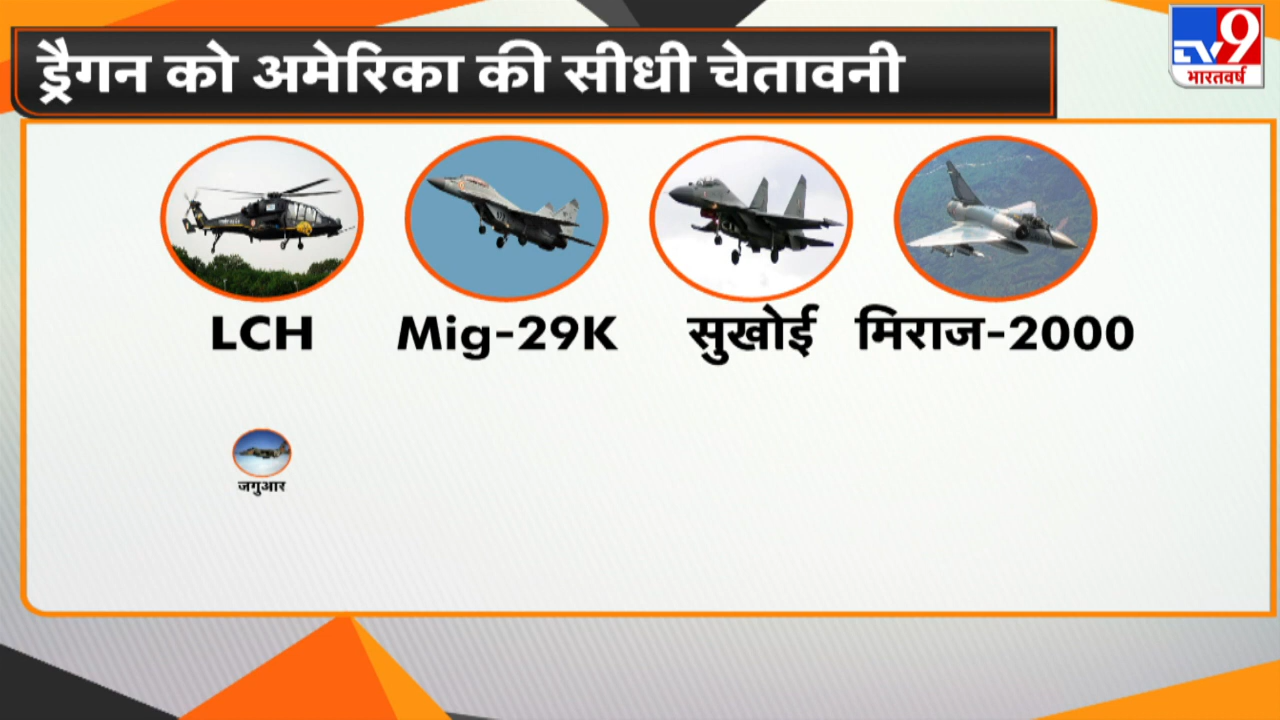 ड्रैगन को अमेरिका की सीधी चेतावनी
TV9
भारतवर्ष
LCH
Mig-29K
सुखोई
मिराज-2000
जगुआर